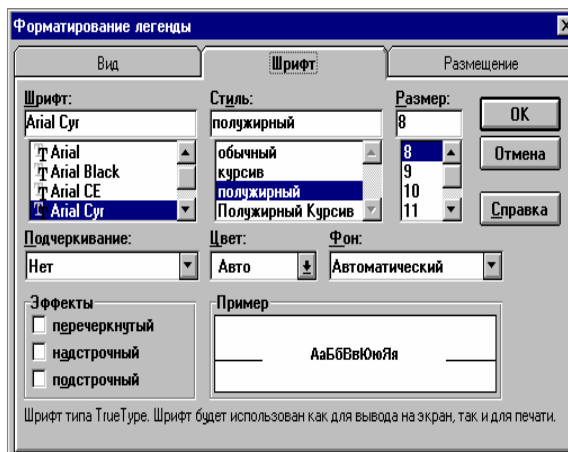 Форматирование легенды
Вид Шрифт Размещение
Шрифт: Стиль: Размер:
Arial Cyr полужирный 8 OK
Arial обычный 8 Отмена
Arial Black курсив 9
Arial CE полужирный 10
Arial Cyr Полужирный Курсив 11 Справка
Подчеркивание: Цвет: Фон:
Нет Авто Автоматический
Эффекты Пример
перечеркнутый
надстрочный АаБбВвЮюЯя
подстрочный
Шрифт типа TrueType. Шрифт будет использован как для вывода на экран, так и для печати.